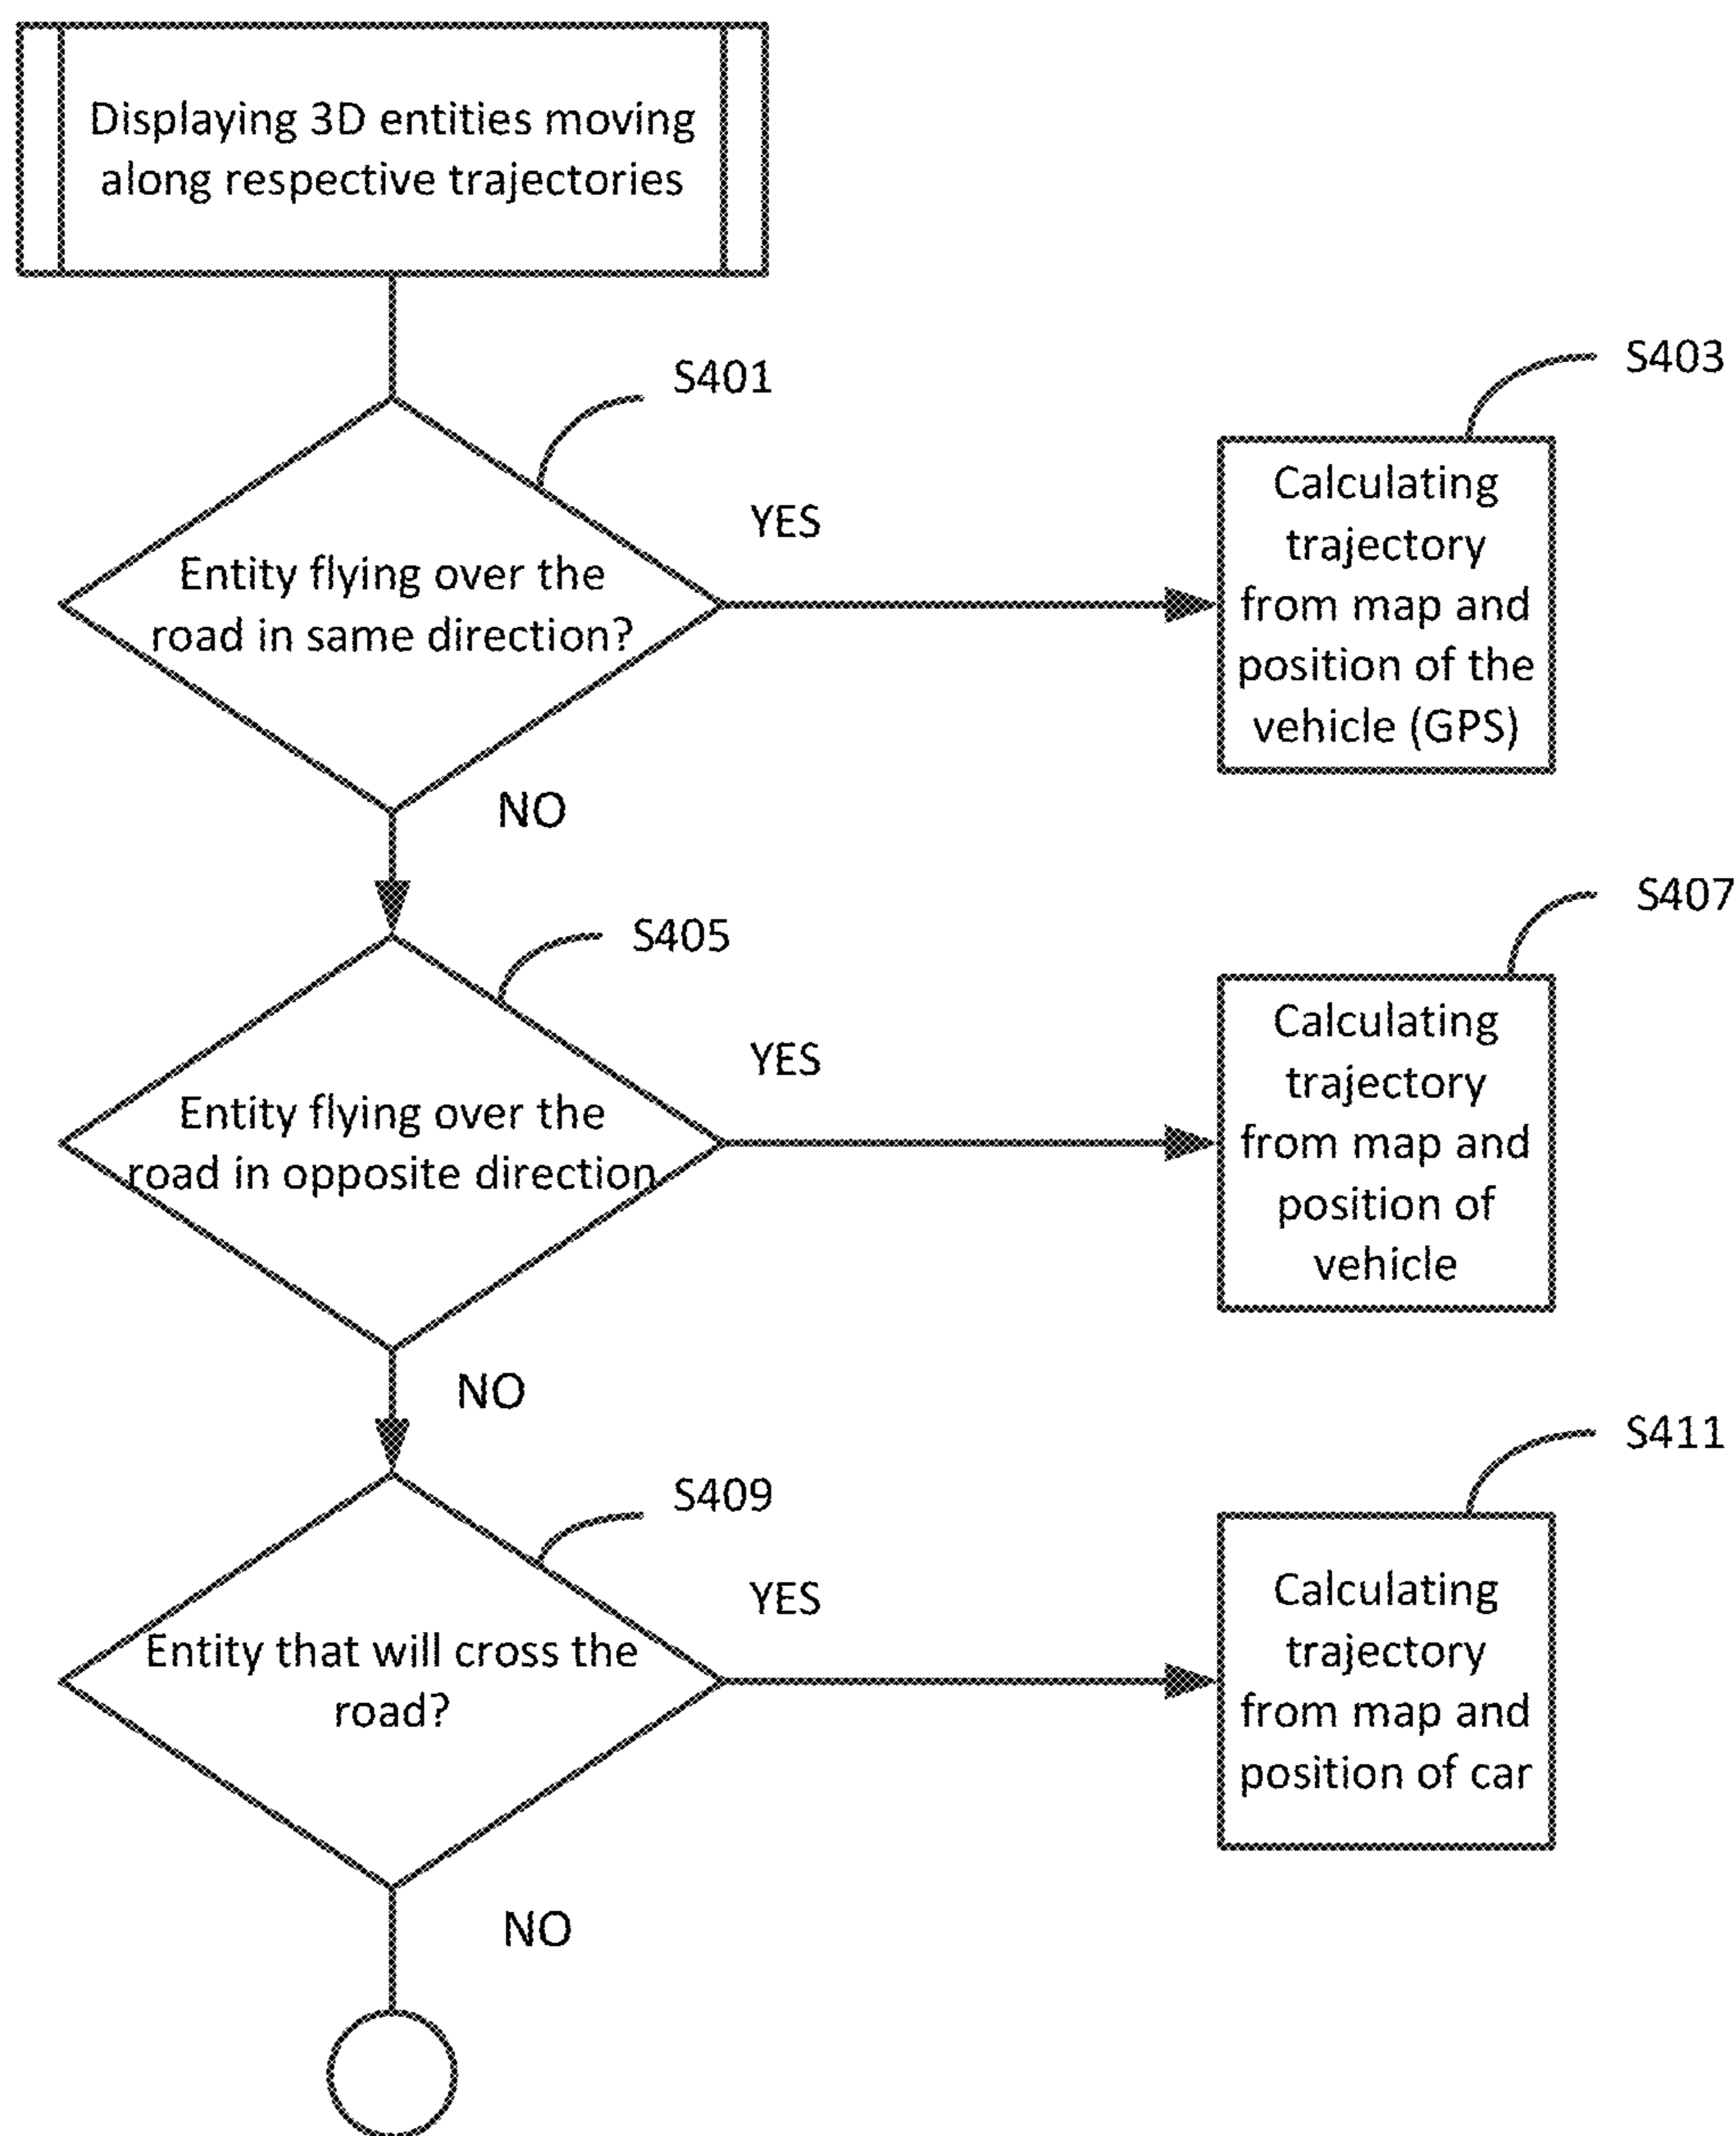 Displaying 3D entities moving
along respective trajectories
S401
S403
Entity flying over the
road in same direction?
YES
Calculating
trajectory
from map and
position of the
vehicle (GPS)
NO
S405
S407
Entity flying over the
road in opposite direction
YES
Calculating
trajectory
from map and
position of
vehicle
NO
S409
S411
Entity that will cross the
road?
YES
Calculating
trajectory
from map and
position of car
NO